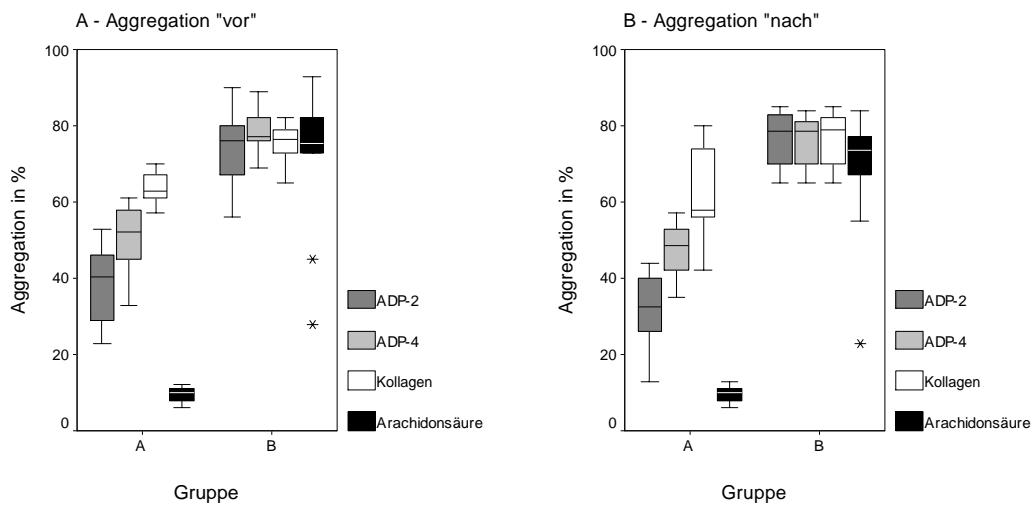 A - Aggregation "vor"
Aggregation in %
100
80
60
40
20
0
A
B
Gruppe
ADP-2
ADP-4
Kollagen
Arachidonsäure
B - Aggregation "nach"
Aggregation in %
100
80
60
40
20
0
A
B
Gruppe
ADP-2
ADP-4
Kollagen
Arachidonsäure